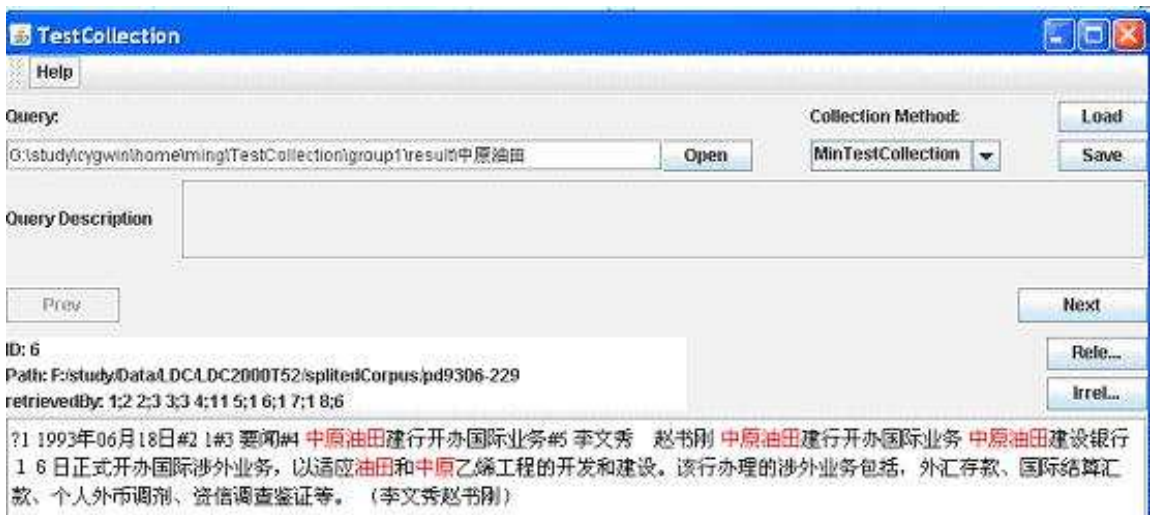 TestCollection
Help
Query:
Collection Method:
Load
G:\study\cygwin\home\ming\TestCollection\group1\result\中原油田
Open
MinTestCollection
Save
Query Description
Prev
Next
ID: 6
Rele...
Path: F:/study/Data/LDC/LDC2000T52/splitedCorpus/pd9306-229
retrievedBy: 1;2 2;3 3;3 4;11 5;1 6;1 7;1 8;6
Irrel...
?1 1993年06月18日#2 1#3 要闻#4 中原油田建行开办国际业务#5 李文秀 赵书刚 中原油田建行开办国际业务 中原油田建设银行
１６日正式开办国际涉外业务，以适应油田和中原乙烯工程的开发和建设。该行办理的涉外业务包括，外汇存款、国际结算汇
款、个人外币调剂、资信调查鉴证等。 （李文秀赵书刚）